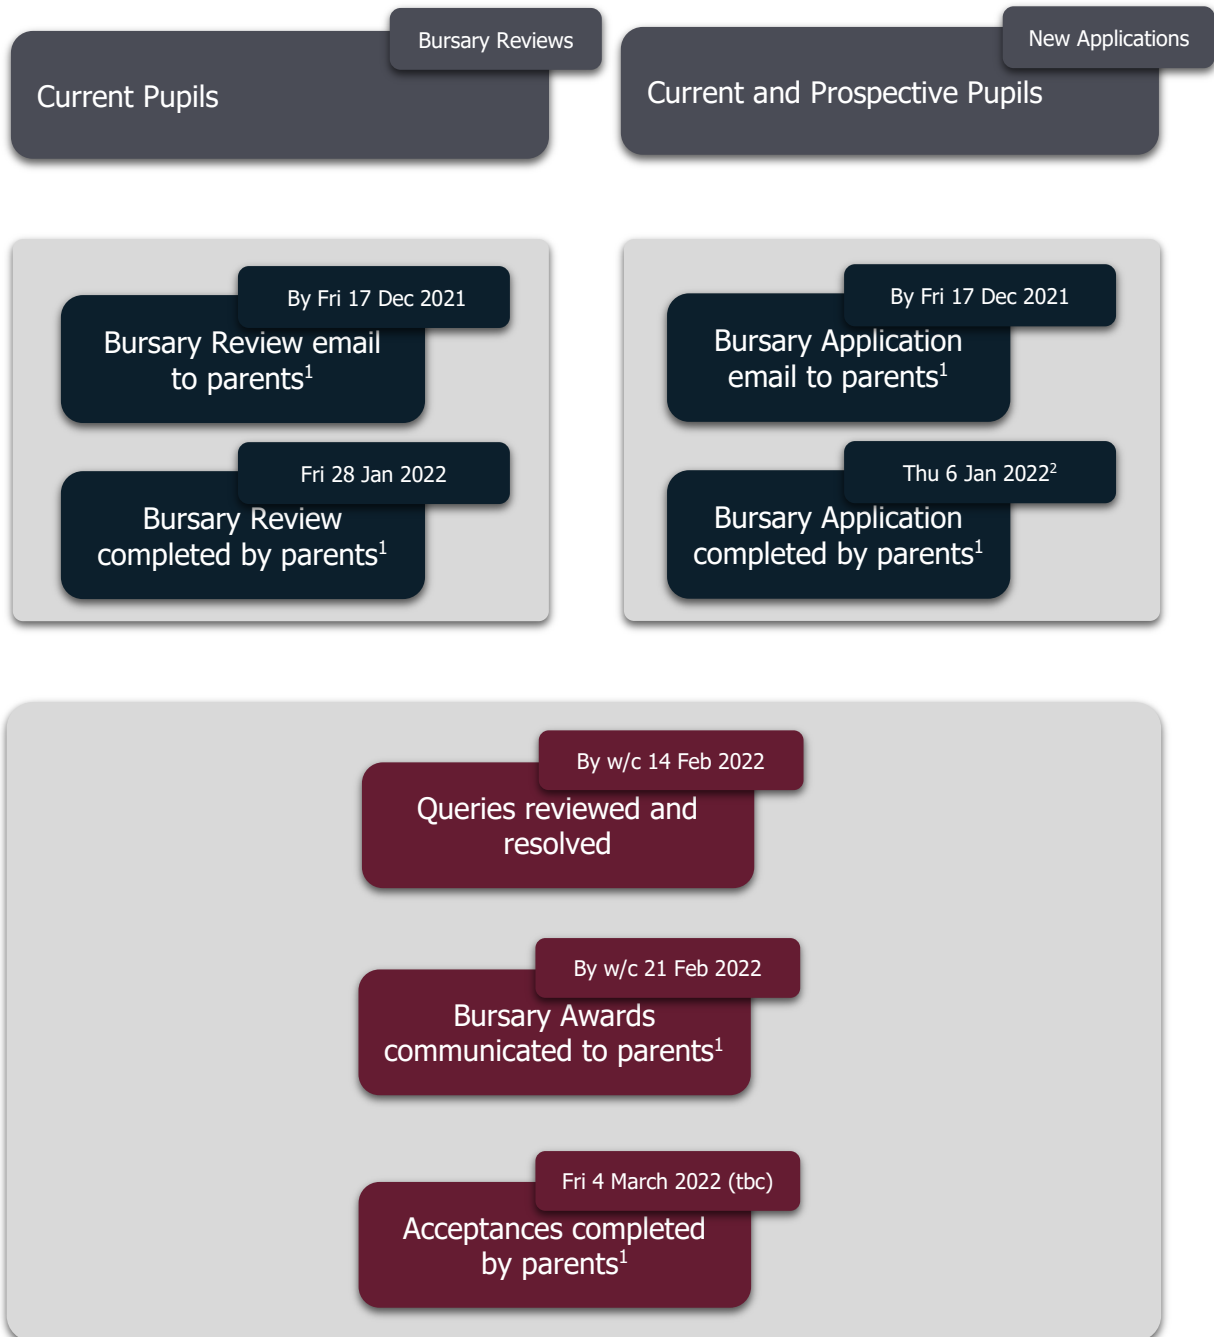 Bursary Reviews
Current Pupils
New Applications
Current and Prospective Pupils
By Fri 17 Dec 2021
Bursary Review email
to parents¹
Fri 28 Jan 2022
Bursary Review
completed by parents¹
By Fri 17 Dec 2021
Bursary Application
email to parents¹
Thu 6 Jan 2022²
Bursary Application
completed by parents¹
By w/c 14 Feb 2022
Queries reviewed and
resolved
By w/c 21 Feb 2022
Bursary Awards
communicated to parents¹
Fri 4 March 2022 (tbc)
Acceptances completed
by parents¹